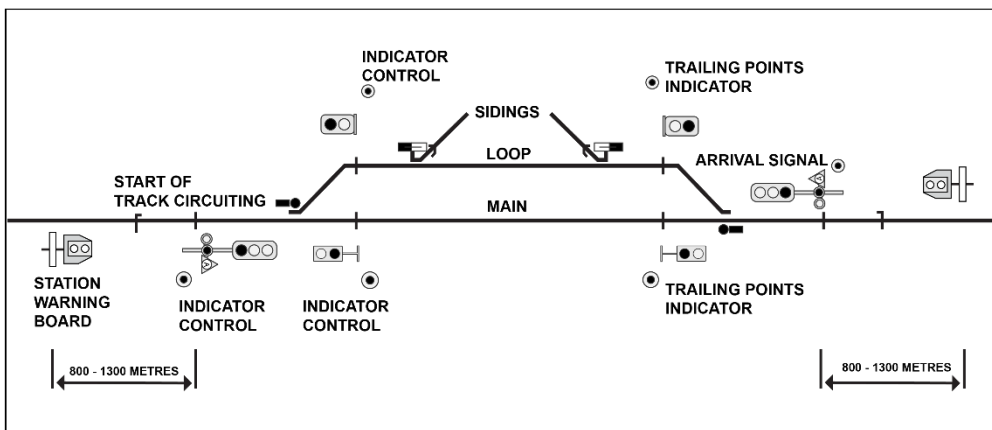 INDICATOR
CONTROL
TRAILING POINTS
INDICATOR
SIDINGS
LOOP
ARRIVAL SIGNAL
A
START OF
TRACK CIRCUITING
MAIN
A
STATION
WARNING
BOARD
INDICATOR
CONTROL
INDICATOR
CONTROL
TRAILING POINTS
INDICATOR
800 - 1300 METRES
800 - 1300 METRES